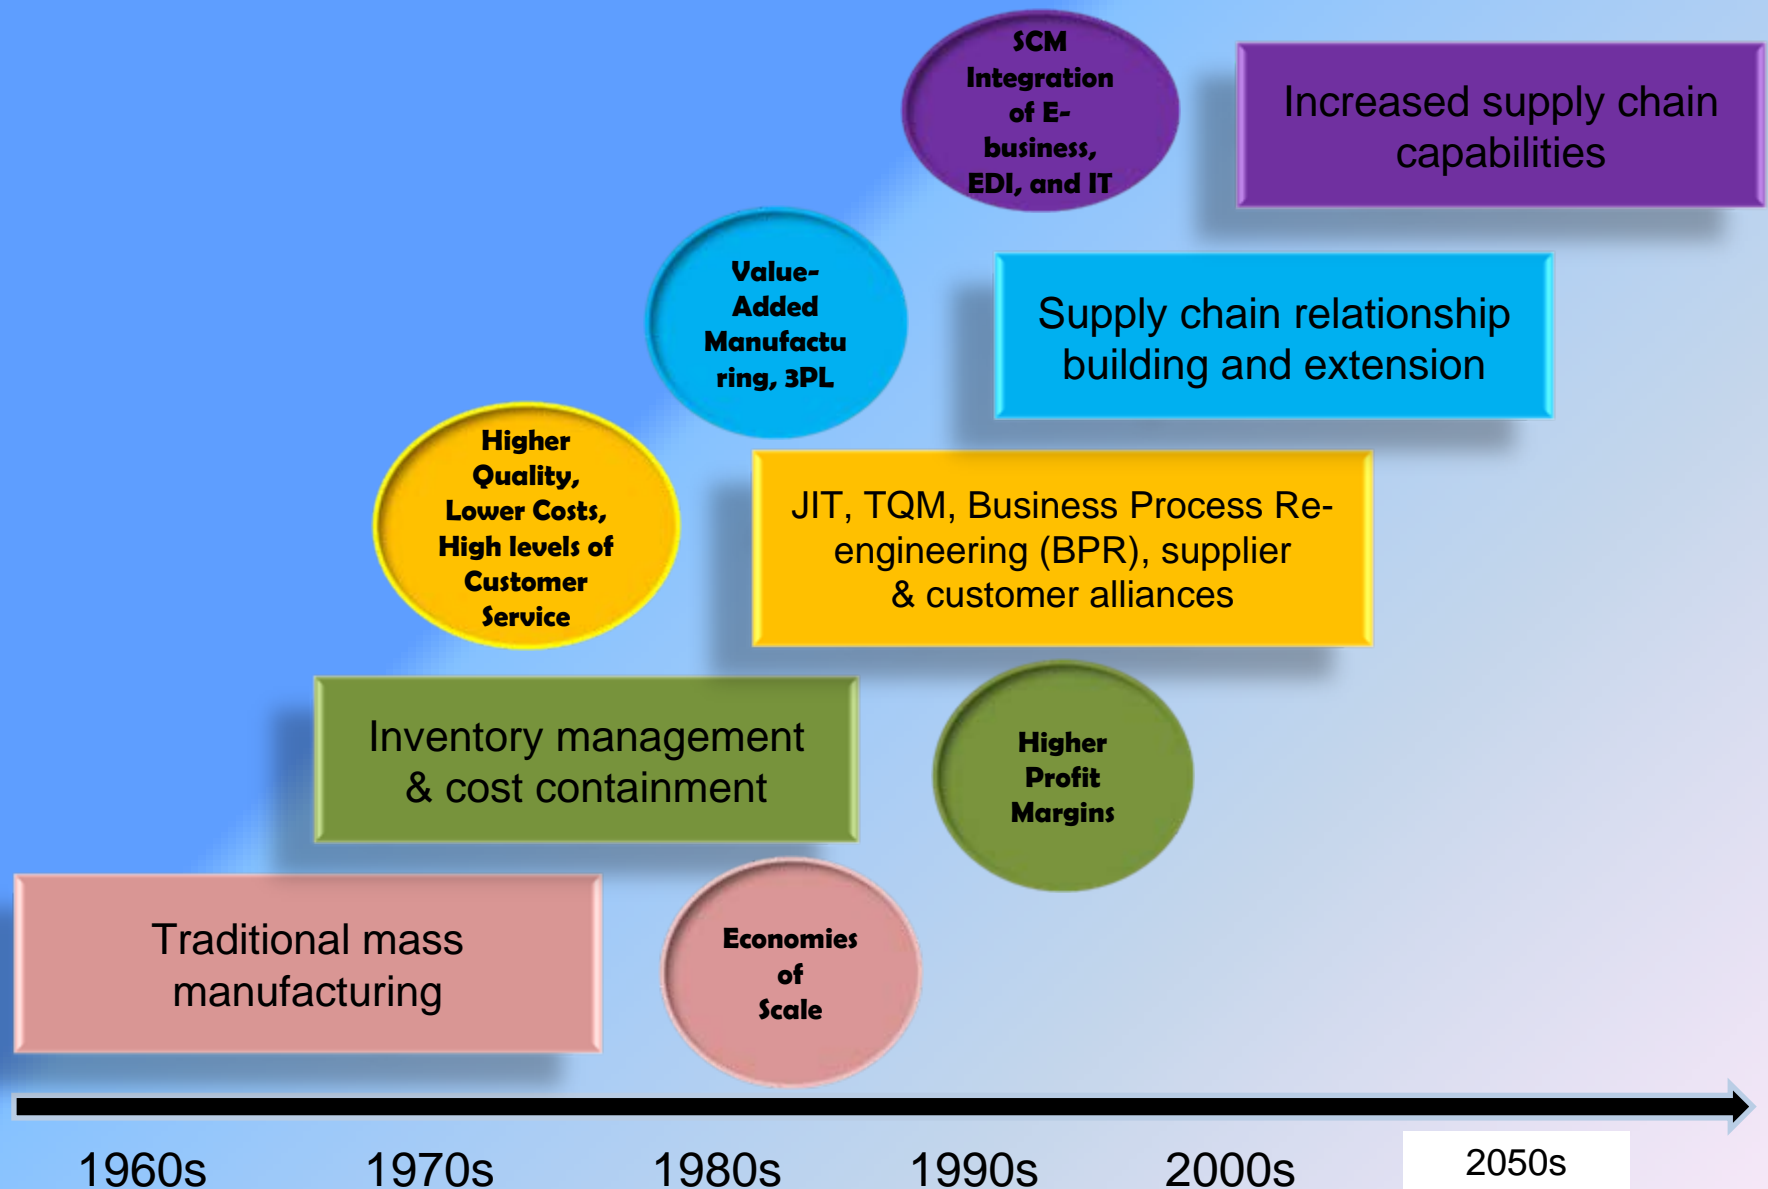 SCM
Integration
of E-
business,
EDI, and IT
Increased supply chain
capabilities
Value-
Added
Manufactu
ring, 3PL
Supply chain relationship
building and extension
Higher
Quality,
Lower Costs,
High levels of
Customer
Service
JIT, TQM, Business Process Re-
engineering (BPR), supplier
& customer alliances
Inventory management
& cost containment
Higher
Profit
Margins
Traditional mass
manufacturing
Economies
of
Scale
1960s 1970s 1980s 1990s 2000s 2050s